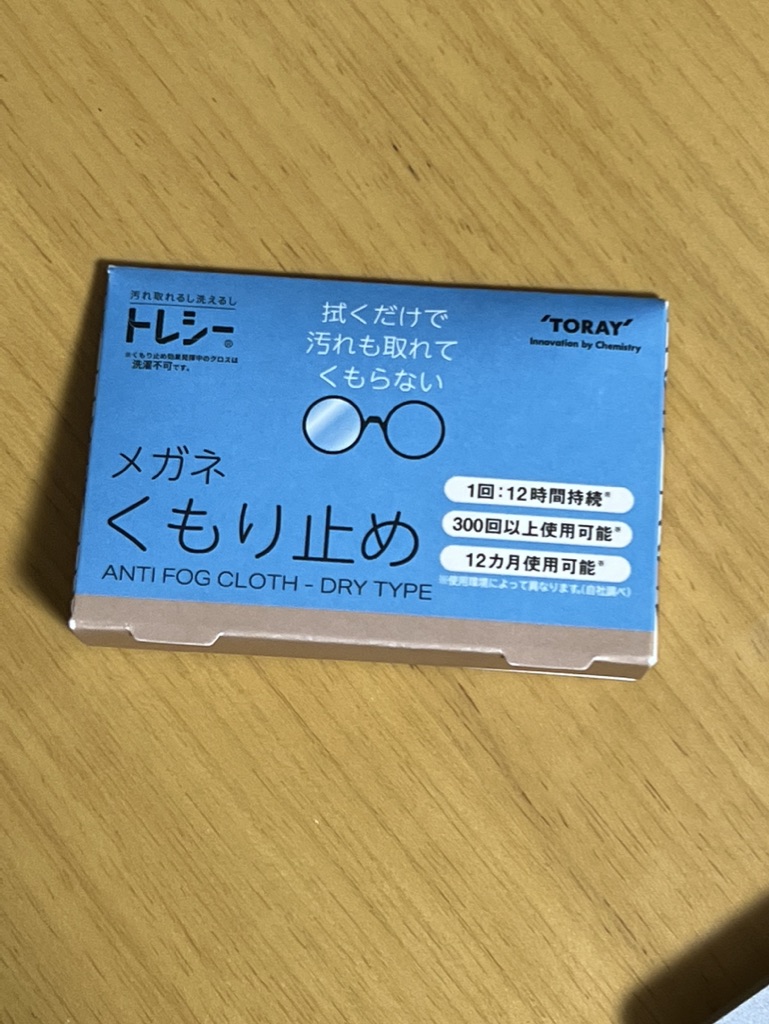 汚れ取れるし洗えるし
トレシー®
※くもり止め効果発揮中のクロスは
洗濯不可です。
拭くだけで
汚れも取れて
くもらない
'TORAY'
Innovation by Chemistry
メガネ
くもり止め
ANTI FOG CLOTH - DRY TYPE
1回:12時間持続※
300回以上使用可能※
12カ月使用可能※
※使用環境によって異なります。(自社調べ)